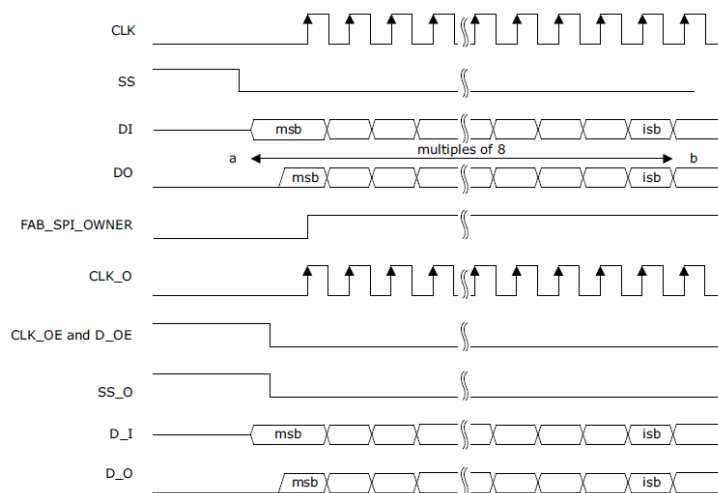 CLK
SS
DI msb isb
a multiples of 8 b
DO msb isb
FAB_SPI_OWNER
CLK_O
CLK_OE and D_OE
SS_O
D_I msb isb
D_O msb isb